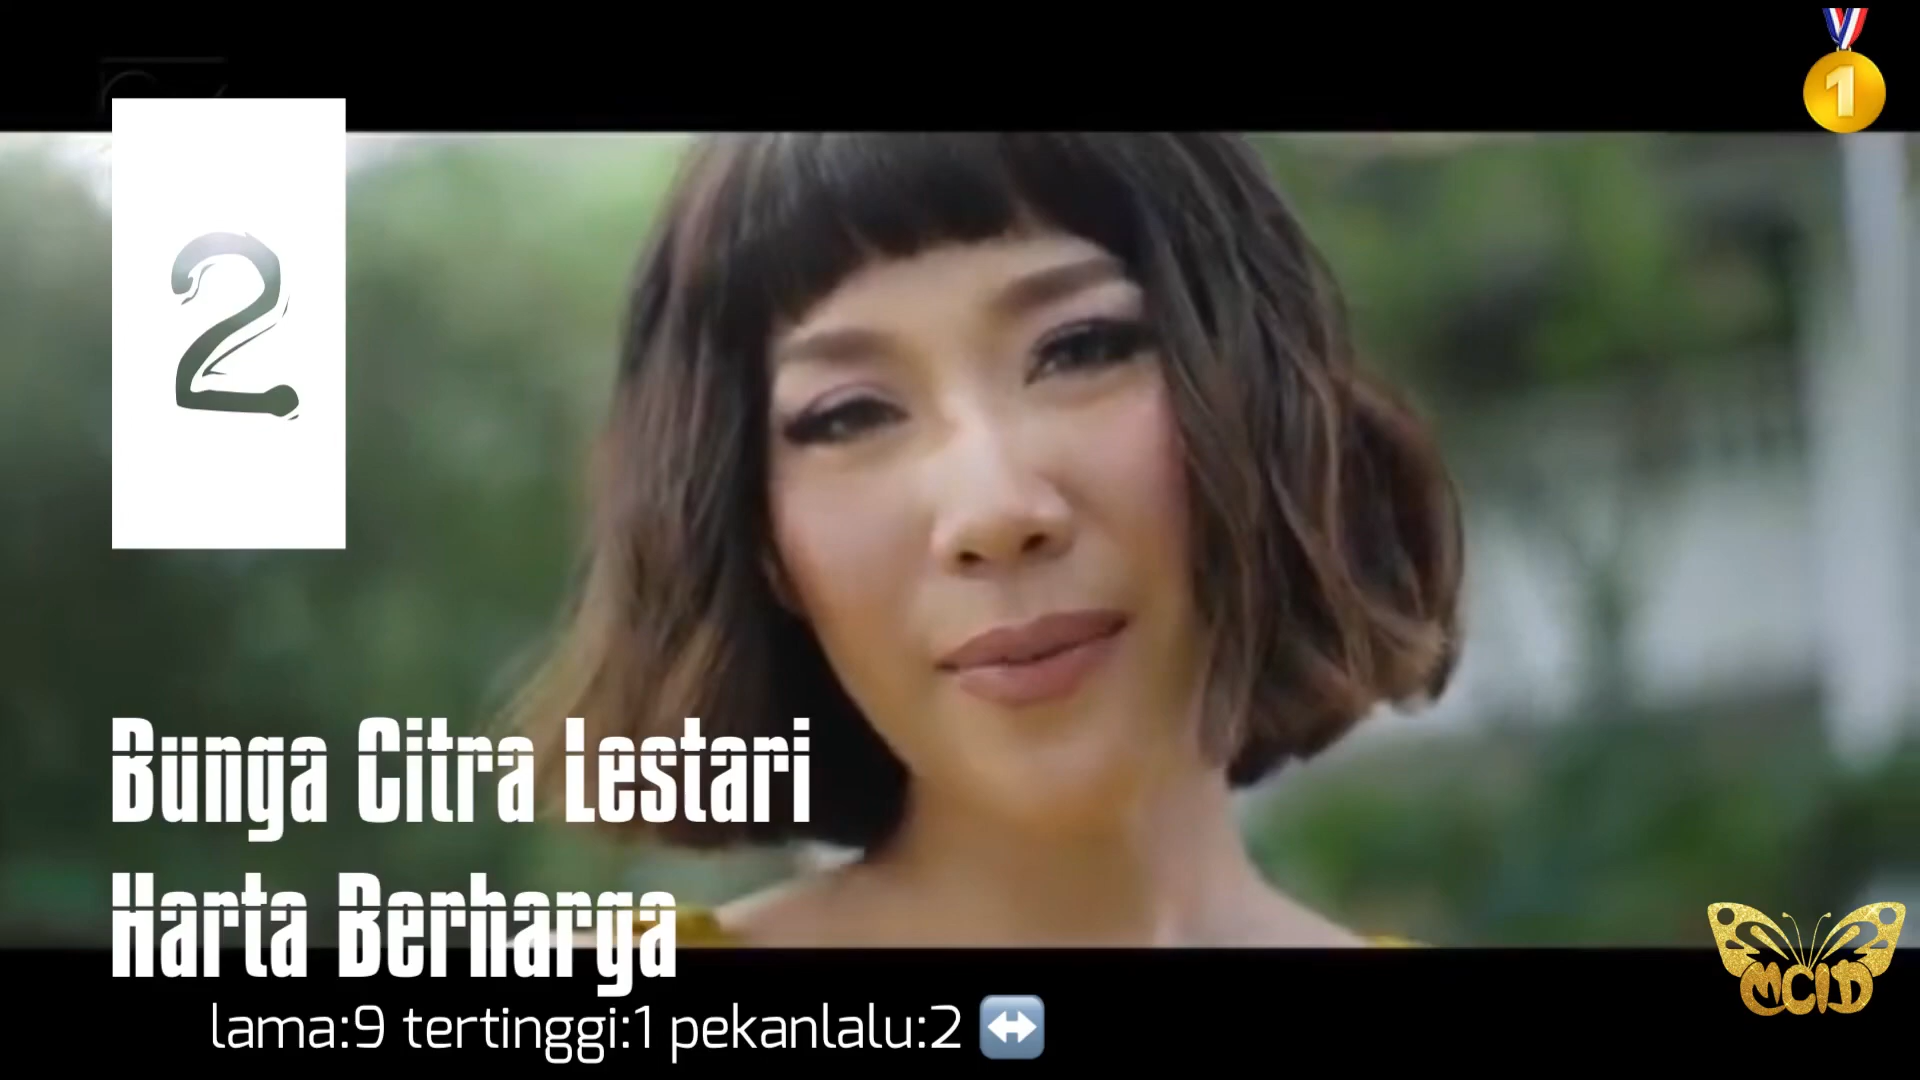 1
2
Bunga Citra Lestari
Harta Berharga
MCID
lama:9 tertinggi:1 pekanlalu:2